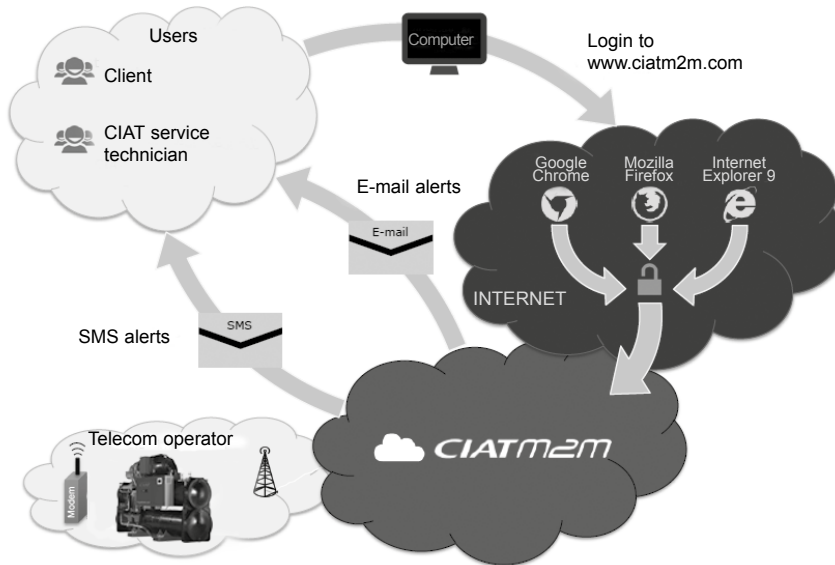 Users
Client
CIAT service
technician
Computer
Login to
www.ciatm2m.com
Google
Chrome
Mozilla
Firefox
Internet
Explorer 9
INTERNET
E-mail alerts
E-mail
SMS alerts
SMS
Telecom operator
Modem
CIATM2M